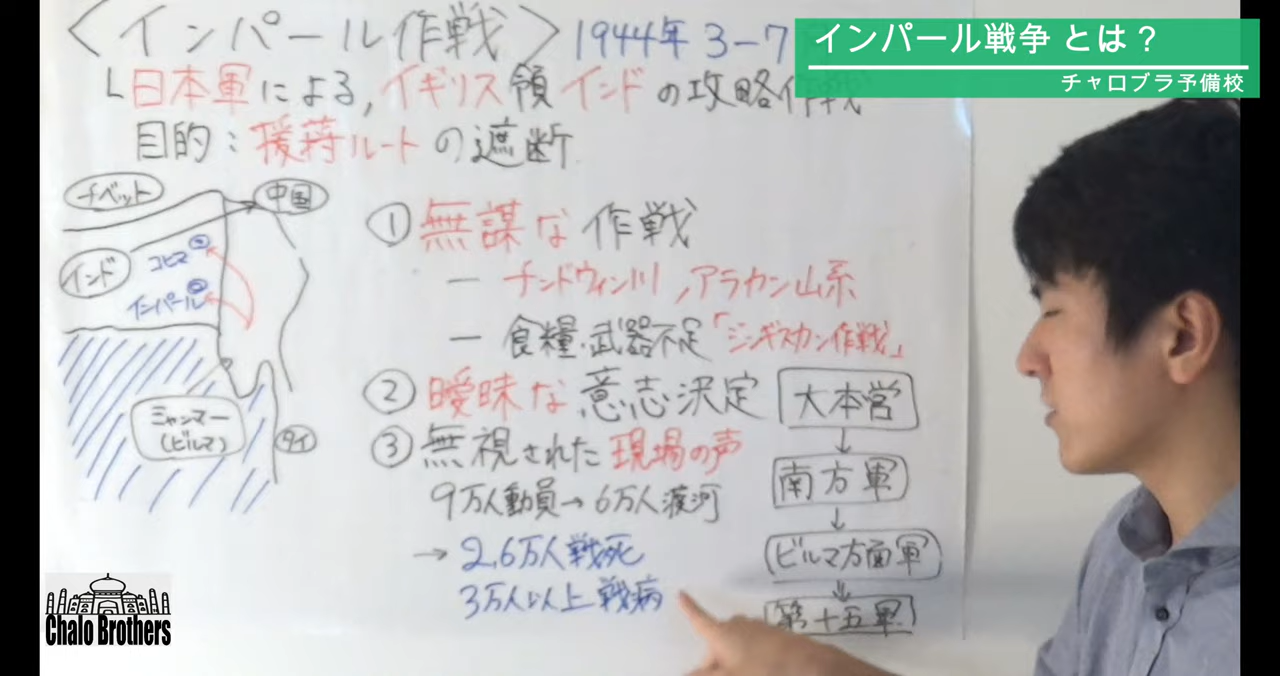 インパール戦争 とは？
チャロブラ予備校
〈インパール作戦〉1944年 3-7
└日本軍による,イギリス領インドの攻略作戦
目的：援蒋ルートの遮断
チベット
中国
インド
コヒマ
インパール
ミャンマー
(ビルマ)
タイ
① 無謀な作戦
― チンドウィン川,アラカン山系
― 食糧・武器不足「ジンギスカン作戦」
② 曖昧な意志決定
③ 無視された現場の声
9万人動員→6万人渡河
→2.6万人戦死
3万人以上戦病
大本営
↓
南方軍
↓
ビルマ方面軍
↓
第十五軍
Chalo Brothers